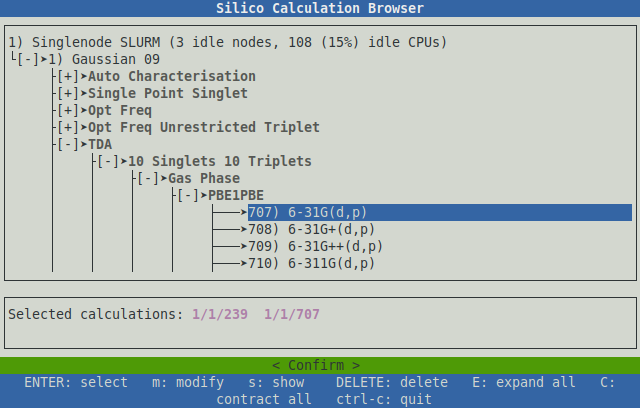 Silico Calculation Browser
1) Singlenode SLURM (3 idle nodes, 108 (15%) idle CPUs)
[-]➤1) Gaussian 09
[+]➤Auto Characterisation
[+]➤Single Point Singlet
[+]➤Opt Freq
[+]➤Opt Freq Unrestricted Triplet
[-]➤TDA
[-]➤10 Singlets 10 Triplets
[-]➤Gas Phase
[-]➤PBE1PBE
➤707) 6-31G(d,p)
➤708) 6-31G+(d,p)
➤709) 6-31G++(d,p)
➤710) 6-311G(d,p)
Selected calculations: 1/1/239 1/1/707
< Confirm >
ENTER: select m: modify s: show DELETE: delete E: expand all C:
contract all ctrl-c: quit